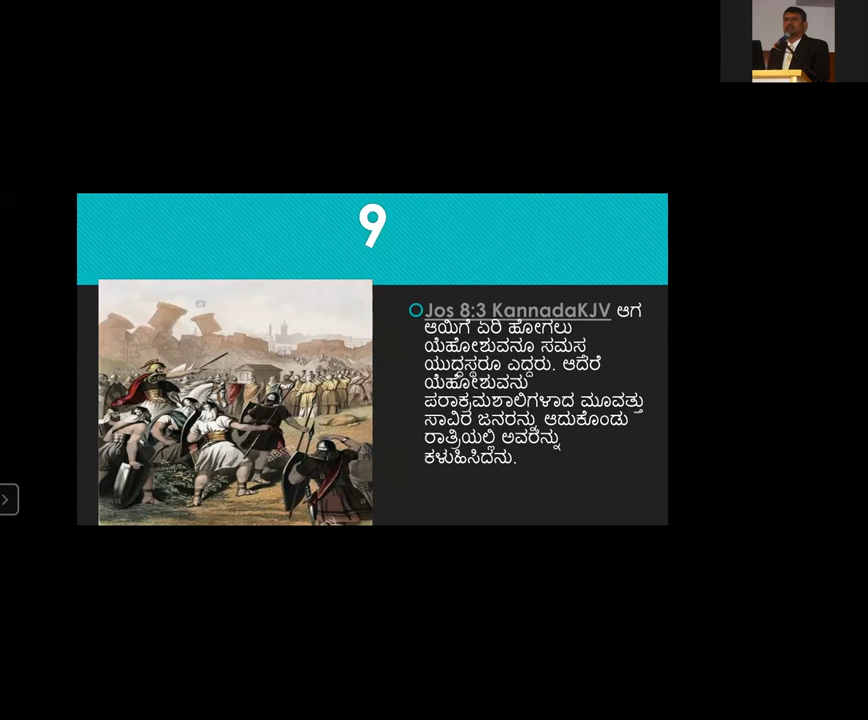 9
Jos 8:3 KannadaKJV ಆಗ
ಆಯಿಗೆ ಏರಿ ಹೋಗಲು
ಯೆಹೋಶುವನೂ ಸಮಸ್ತ
ಯುದ್ಧಸ್ಥರೂ ಎದ್ದರು. ಆದರೆ
ಯೆಹೋಶುವನು
ಪರಾಕ್ರಮಶಾಲಿಗಳಾದ ಮೂವತ್ತು
ಸಾವಿರ ಜನರನ್ನು ಆದುಕೊಂಡು
ರಾತ್ರಿಯಲ್ಲಿ ಅವರನ್ನು
ಕಳುಹಿಸಿದನು.